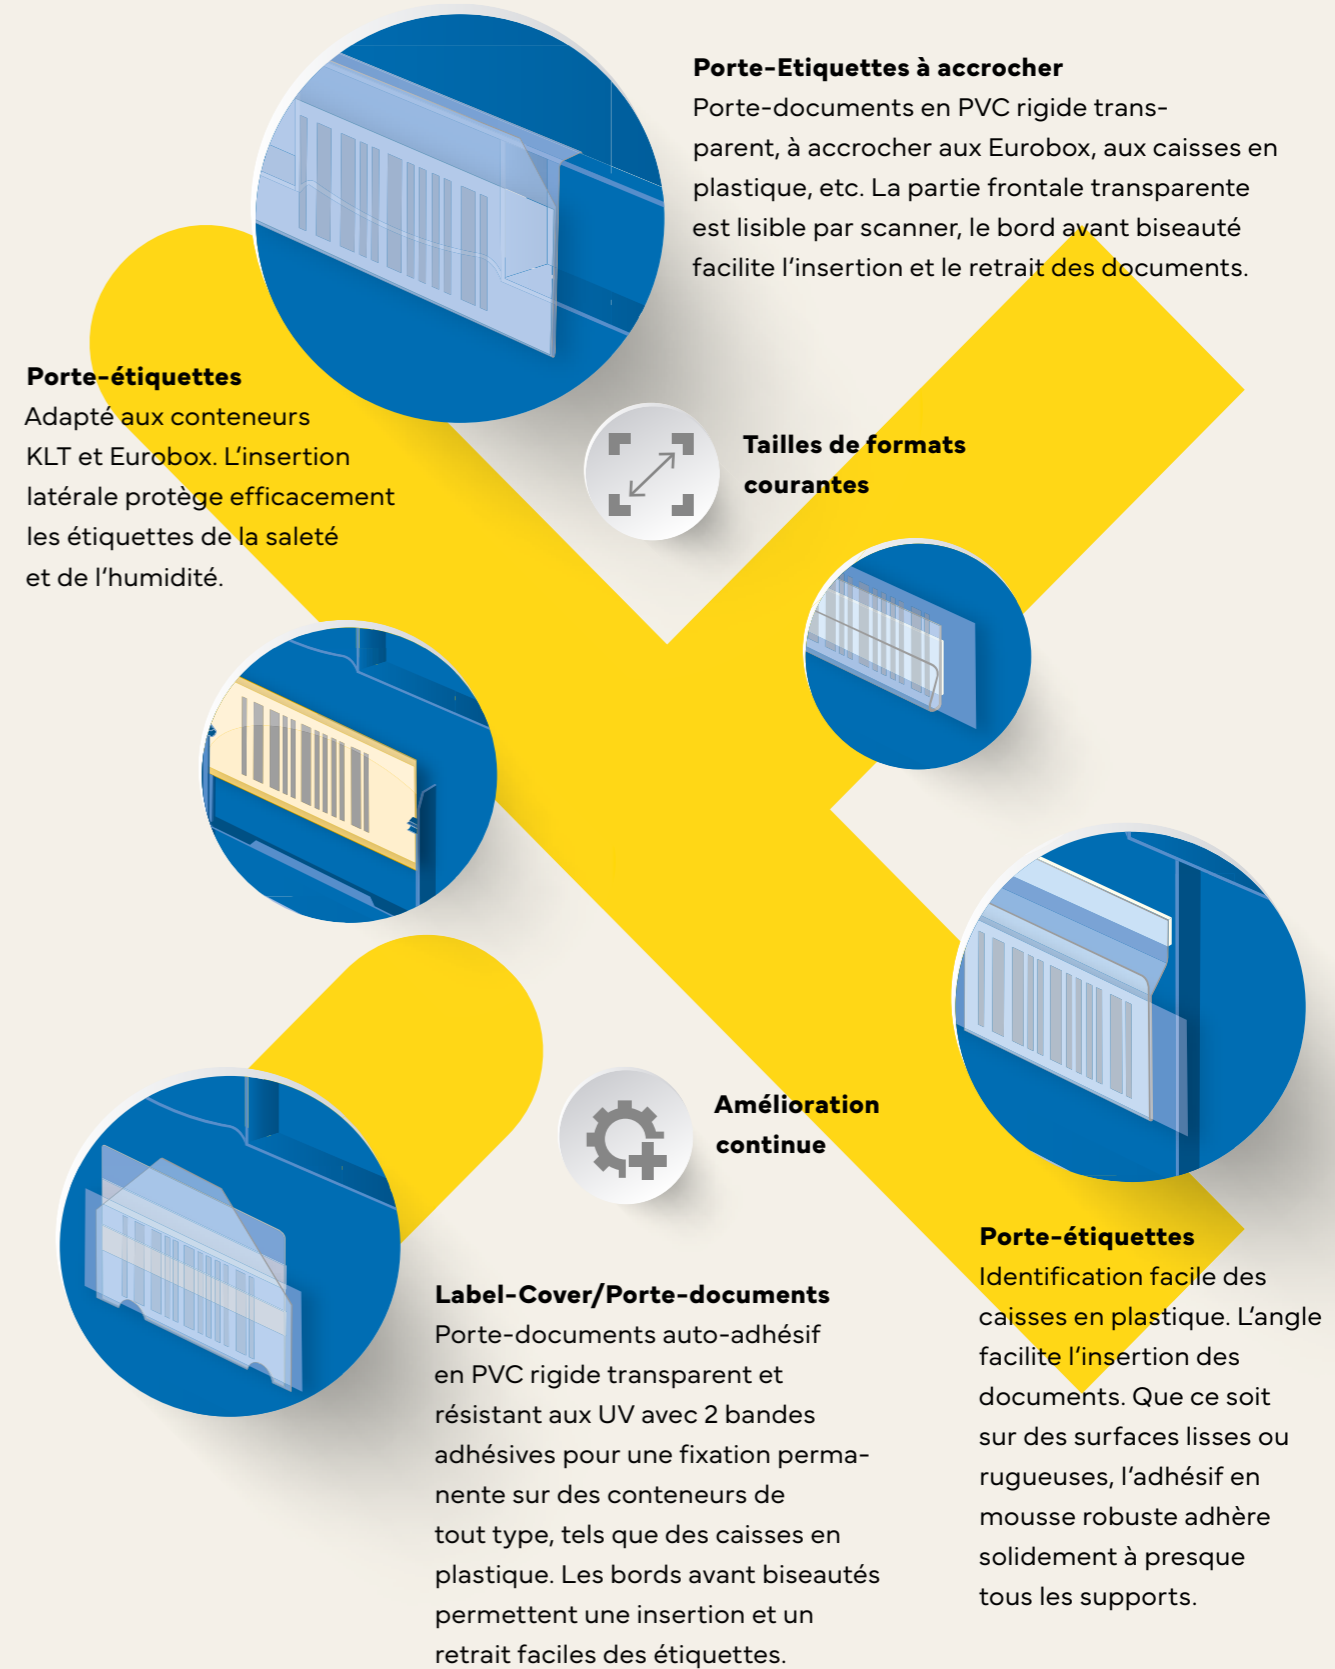 Porte-Etiquettes à accrocher
Porte-documents en PVC rigide trans-
parent, à accrocher aux Eurobox, aux caisses en
plastique, etc. La partie frontale transparente
est lisible par scanner, le bord avant biseauté
facilite l'insertion et le retrait des documents.
Porte-étiquettes
Adapté aux conteneurs
KLT et Eurobox. L'insertion
latérale protège efficacement
les étiquettes de la saleté
et de l'humidité.
Tailles de formats
courantes
Amélioration
continue
Label-Cover/Porte-documents
Porte-documents auto-adhésif
en PVC rigide transparent et
résistant aux UV avec 2 bandes
adhésives pour une fixation perma-
nente sur des conteneurs de
tout type, tels que des caisses en
plastique. Les bords avant biseautés
permettent une insertion et un
retrait faciles des étiquettes.
Porte-étiquettes
Identification facile des
caisses en plastique. L'angle
facilite l'insertion des
documents. Que ce soit
sur des surfaces lisses ou
rugueuses, l'adhésif en
mousse robuste adhère
solidement à presque
tous les supports.